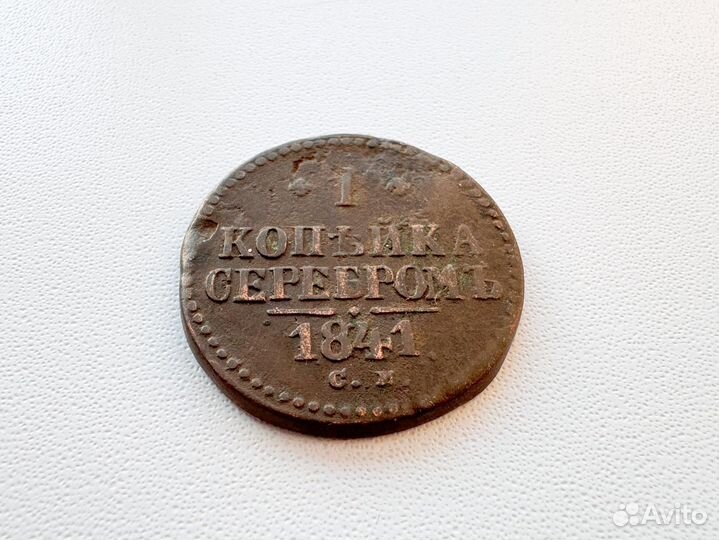 1
КОПѢЙКА
СЕРЕБРОМЪ
1841
С. М.
Avito